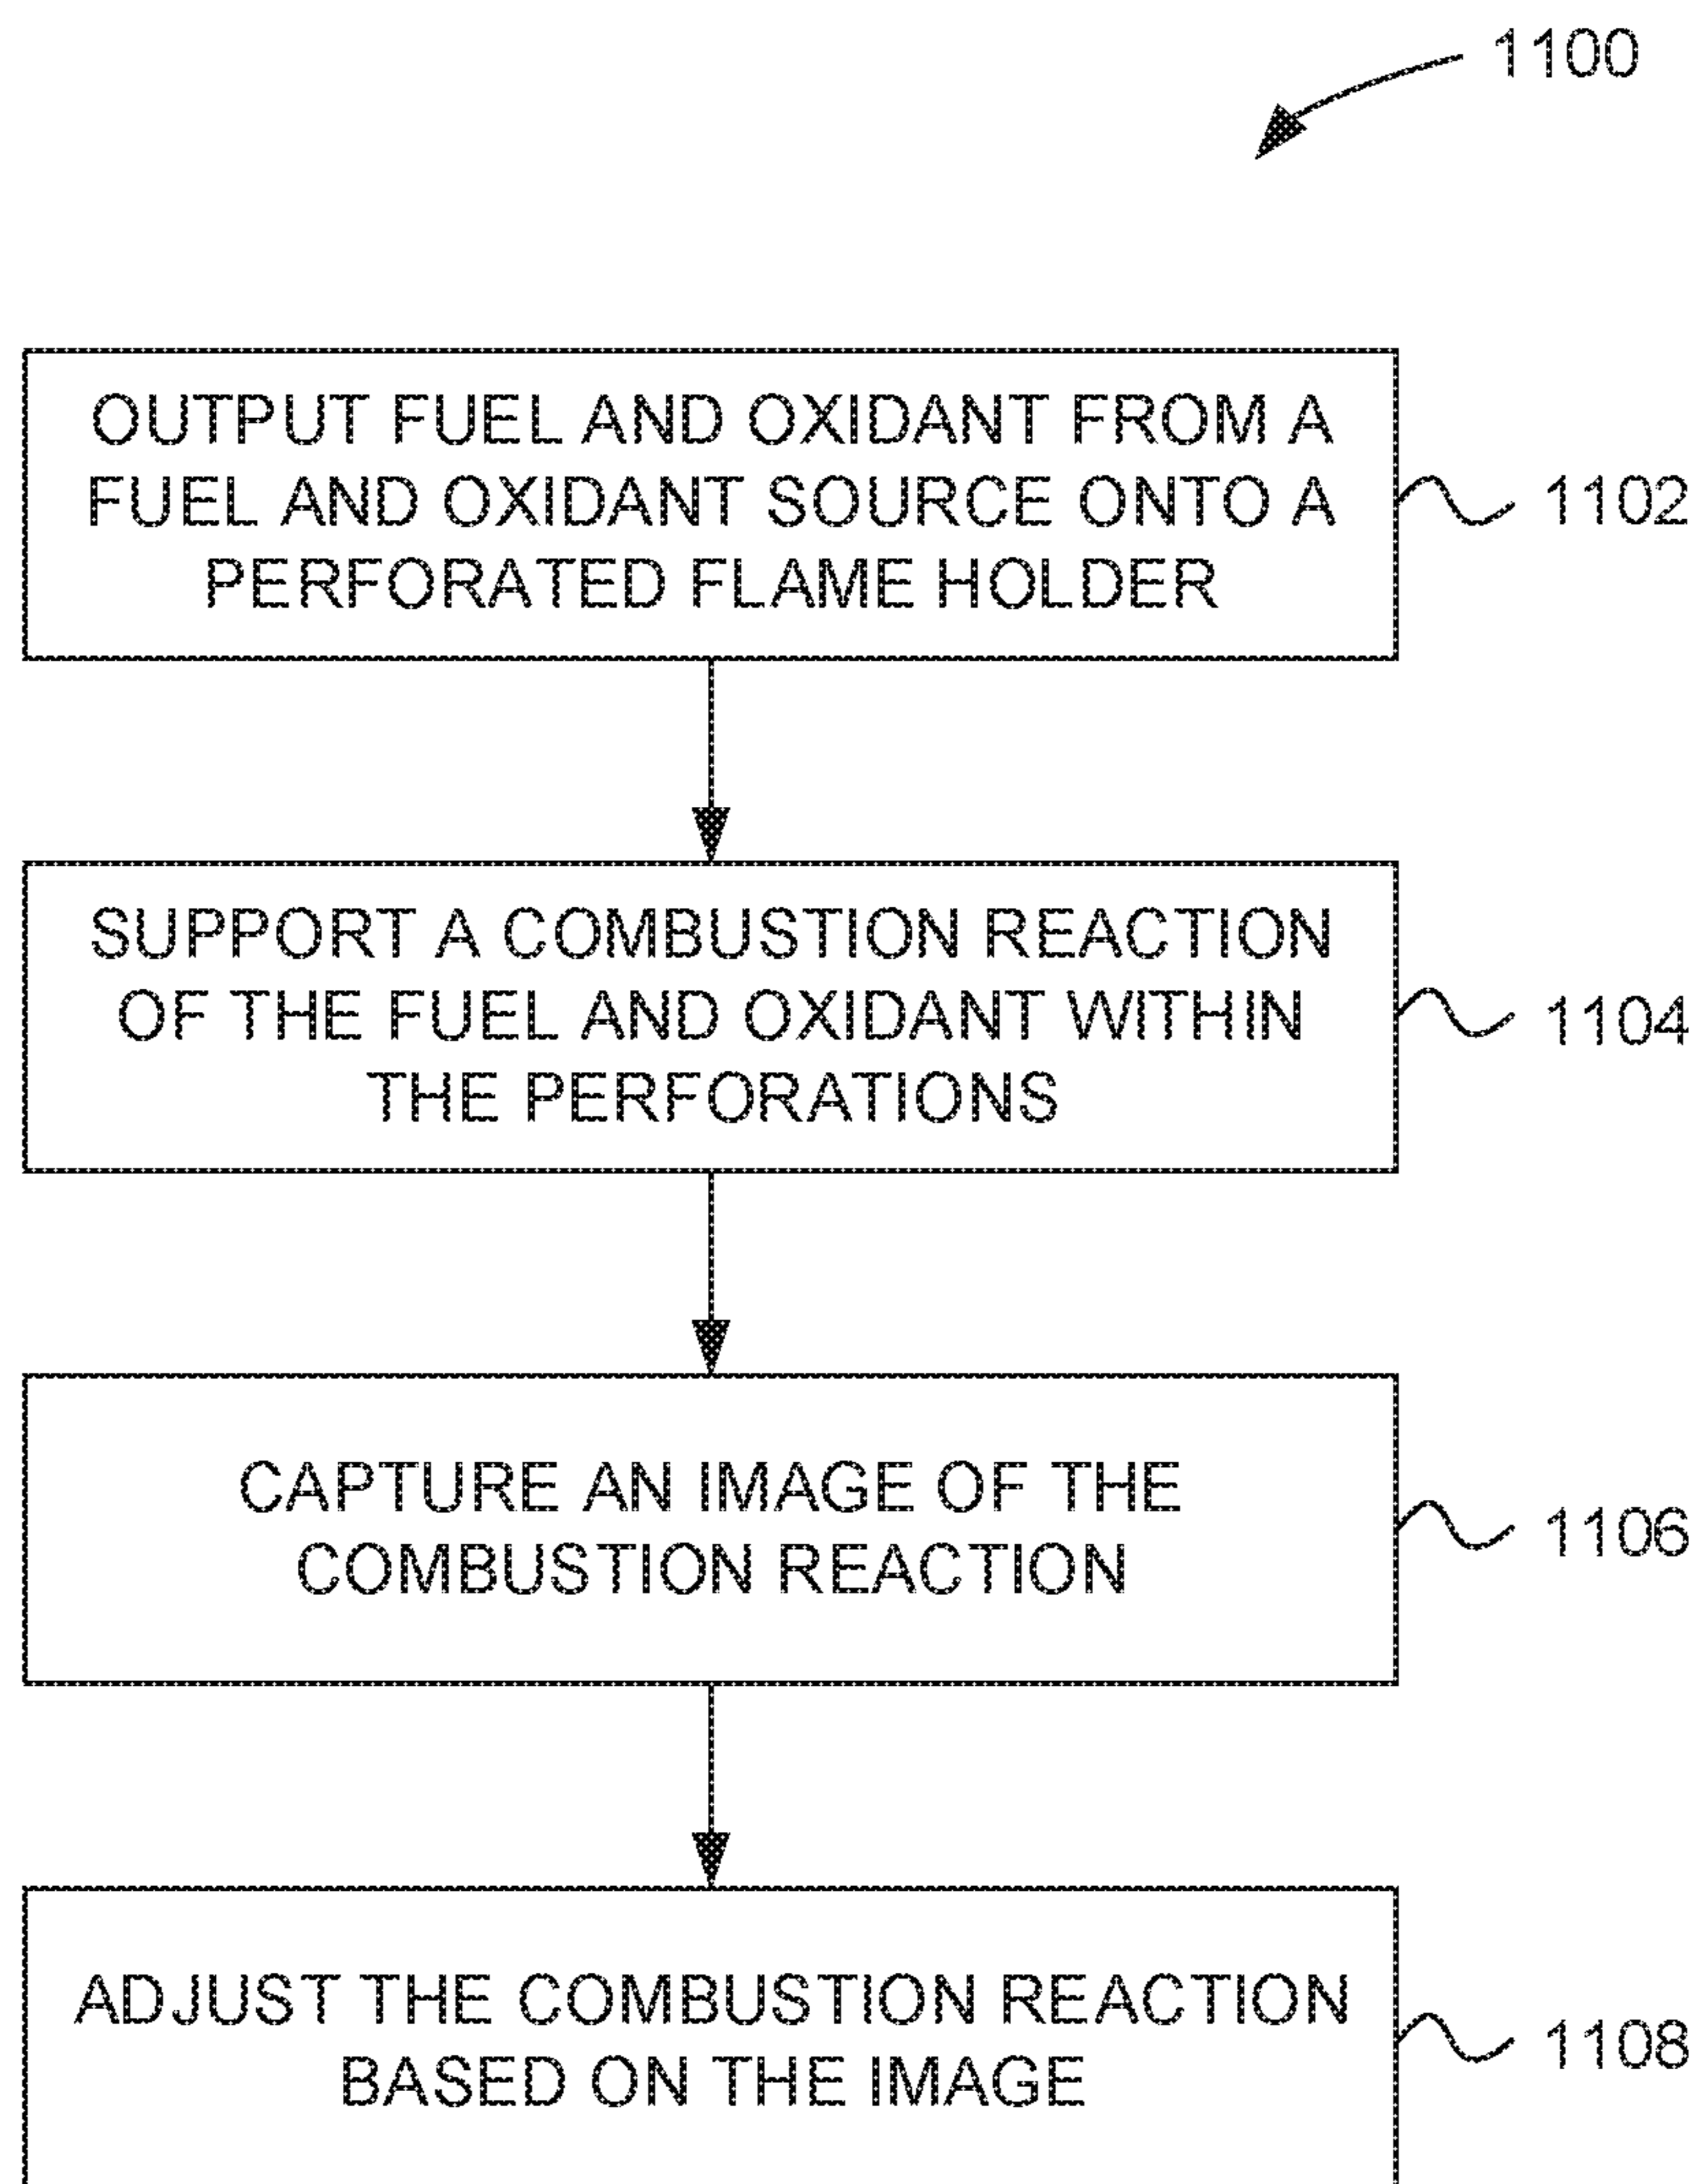 1100
OUTPUT FUEL AND OXIDANT FROM A
FUEL AND OXIDANT SOURCE ONTO A
PERFORATED FLAME HOLDER
1102
SUPPORT A COMBUSTION REACTION
OF THE FUEL AND OXIDANT WITHIN
THE PERFORATIONS
1104
CAPTURE AN IMAGE OF THE
COMBUSTION REACTION
1106
ADJUST THE COMBUSTION REACTION
BASED ON THE IMAGE
1108